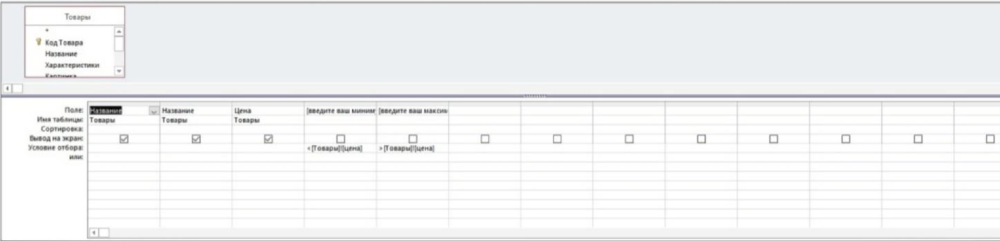 Товары
*
Код Товара
Название
Характеристики
Картинка
Поле: Название Название Цена [введите ваш миним [введите ваш максим
Имя таблицы: Товары Товары Товары
Сортировка:
Вывод на экран:
Условие отбора: <[Товары]![цена] >[Товары]![цена]
или: